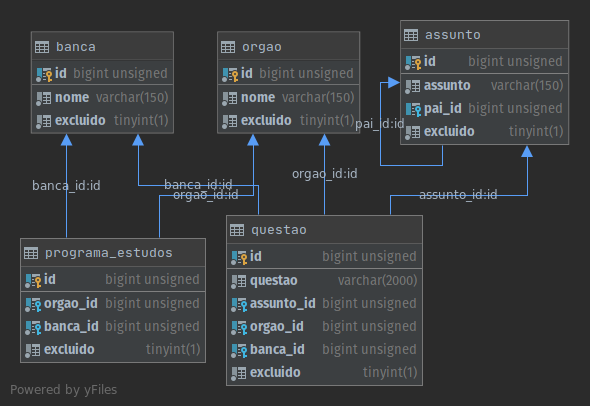 banca
id bigint unsigned
nome varchar(150)
excluido tinyint(1)
orgao
id bigint unsigned
nome varchar(150)
excluido tinyint(1)
assunto
id bigint unsigned
assunto varchar(150)
pai_id bigint unsigned
excluido tinyint(1)
pai_id:id
banca_id:id
banca_id:id
orgao_id:id
orgao_id:id
assunto_id:id
programa_estudos
id bigint unsigned
orgao_id bigint unsigned
banca_id bigint unsigned
excluido tinyint(1)
questao
id bigint unsigned
questao varchar(2000)
assunto_id bigint unsigned
orgao_id bigint unsigned
banca_id bigint unsigned
excluido tinyint(1)
Powered by yFiles